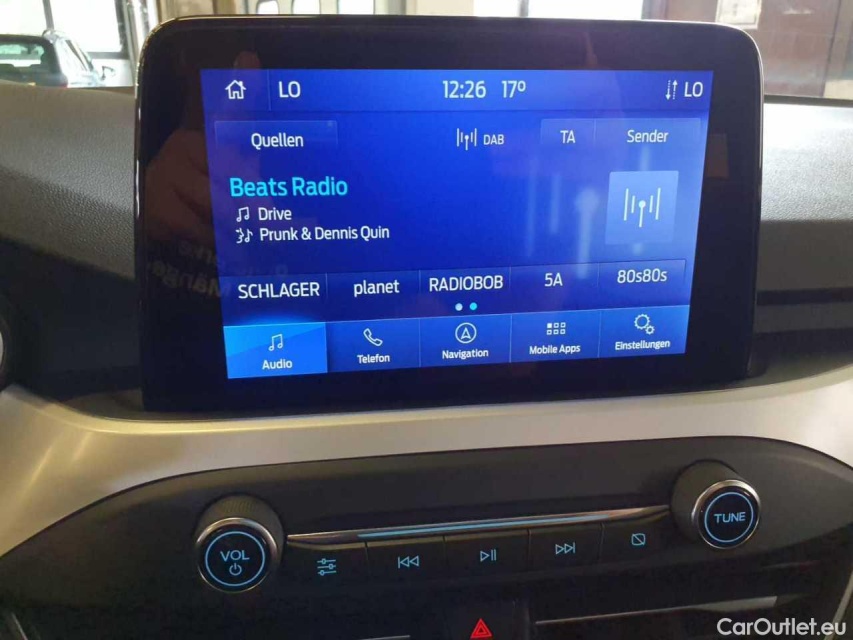 LO 12:26 17° LO
Quellen DAB TA Sender
Beats Radio
Drive
Prunk & Dennis Quin
SCHLAGER planet RADIOBOB 5A 80s80s
Audio Telefon Navigation Mobile Apps Einstellungen
VOL TUNE
CarOutlet.eu